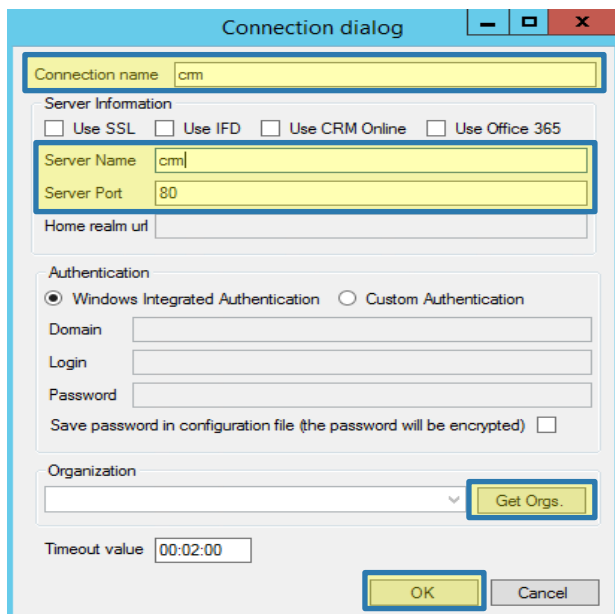 Connection dialog
Connection name crm
Server Information
Use SSL Use IFD Use CRM Online Use Office 365
Server Name crm
Server Port 80
Home realm url
Authentication
Windows Integrated Authentication Custom Authentication
Domain
Login
Password
Save password in configuration file (the password will be encrypted)
Organization
Get Orgs.
Timeout value 00:02:00
OK Cancel